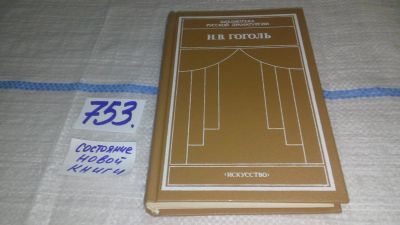 БИБЛИОТЕКА
РУССКОЙ ДРАМАТУРГИИ
Н.В. ГОГОЛЬ
«ИСКУССТВО»
753.
состояние
новой
книги